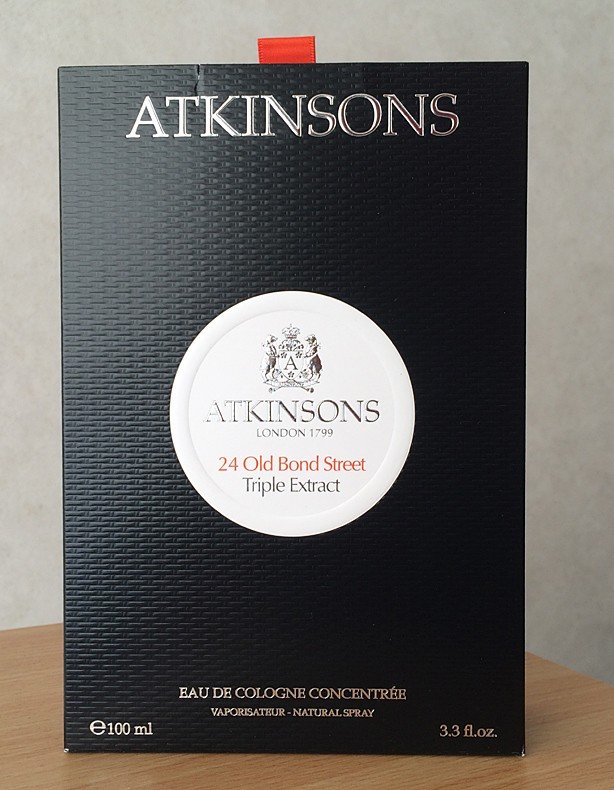 ATKINSONS
A
ATKINSONS
LONDON 1799
24 Old Bond Street
Triple Extract
EAU DE COLOGNE CONCENTRÉE
VAPORISATEUR - NATURAL SPRAY
℮100 ml 3.3 fl.oz.